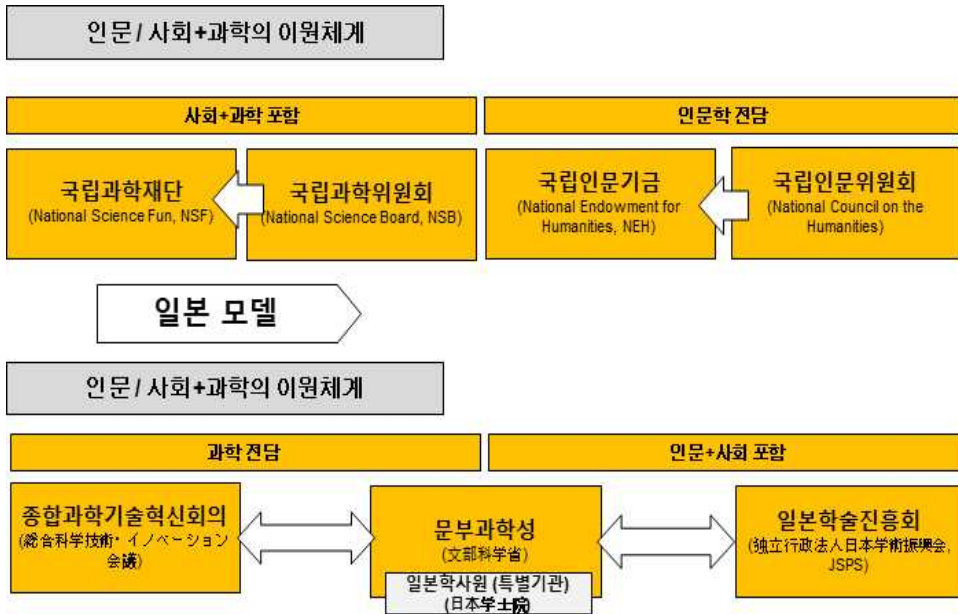 인문 / 사회+과학의 이원체계
사회+과학 포함
인문학 전담
국립과학재단
(National Science Fun, NSF)
국립과학위원회
(National Science Board, NSB)
국립인문기금
(National Endowment for
Humanities, NEH)
국립인문위원회
(National Council on the
Humanities)
일본 모델
인문 / 사회+과학의 이원체계
과학 전담
인문+사회 포함
종합과학기술혁신회의
(総合科学技術・イノベーション
会議)
문부과학성
(文部科学省)
일본학사원 (특별기관)
(日本学士院)
일본학술진흥회
(独立行政法人日本学術振興会,
JSPS)